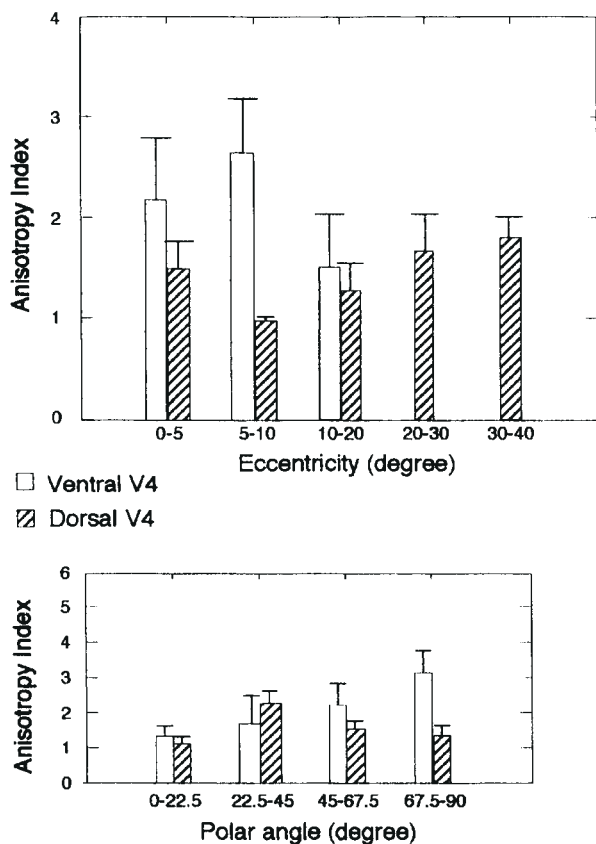 4
3
2
1
0
Anisotropy Index
0-5 5-10 10-20 20-30 30-40
Eccentricity (degree)
Ventral V4
Dorsal V4
6
5
4
3
2
1
0
Anisotropy Index
0-22.5 22.5-45 45-67.5 67.5-90
Polar angle (degree)